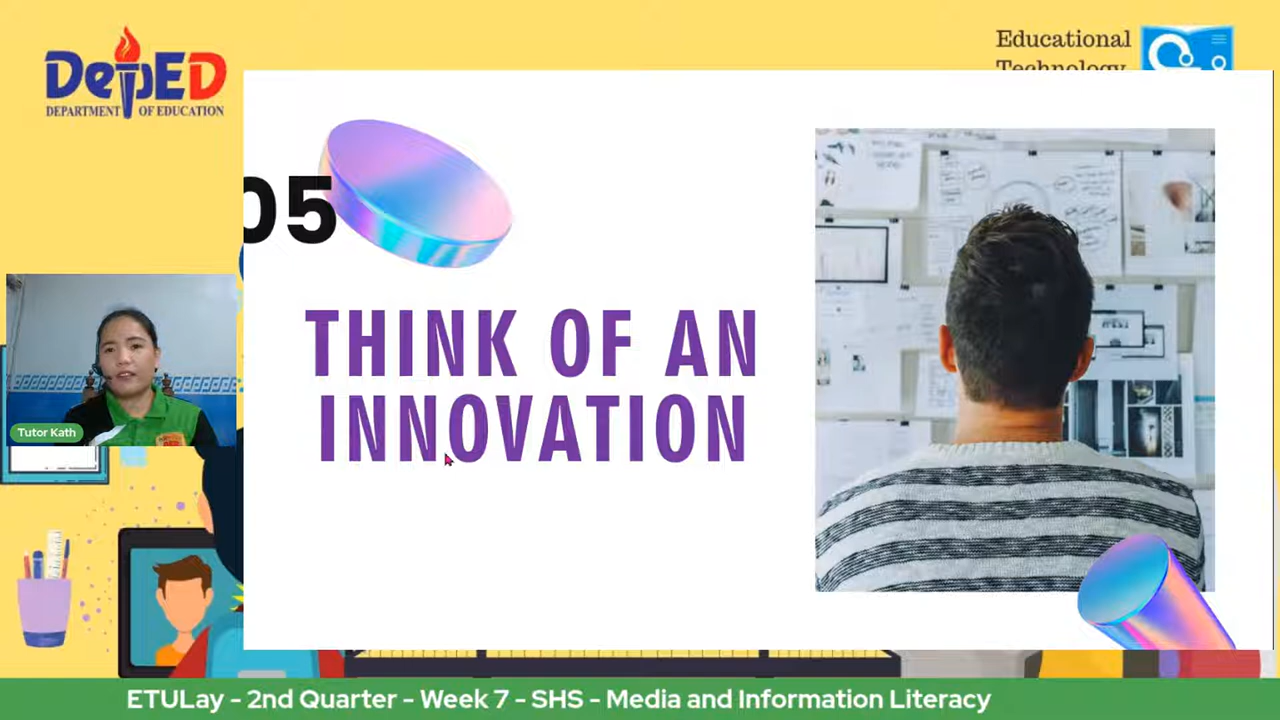 DepED
DEPARTMENT OF EDUCATION
Educational
Technology
05
THINK OF AN
INNOVATION
Tutor Kath
ETULay - 2nd Quarter - Week 7 - SHS - Media and Information Literacy